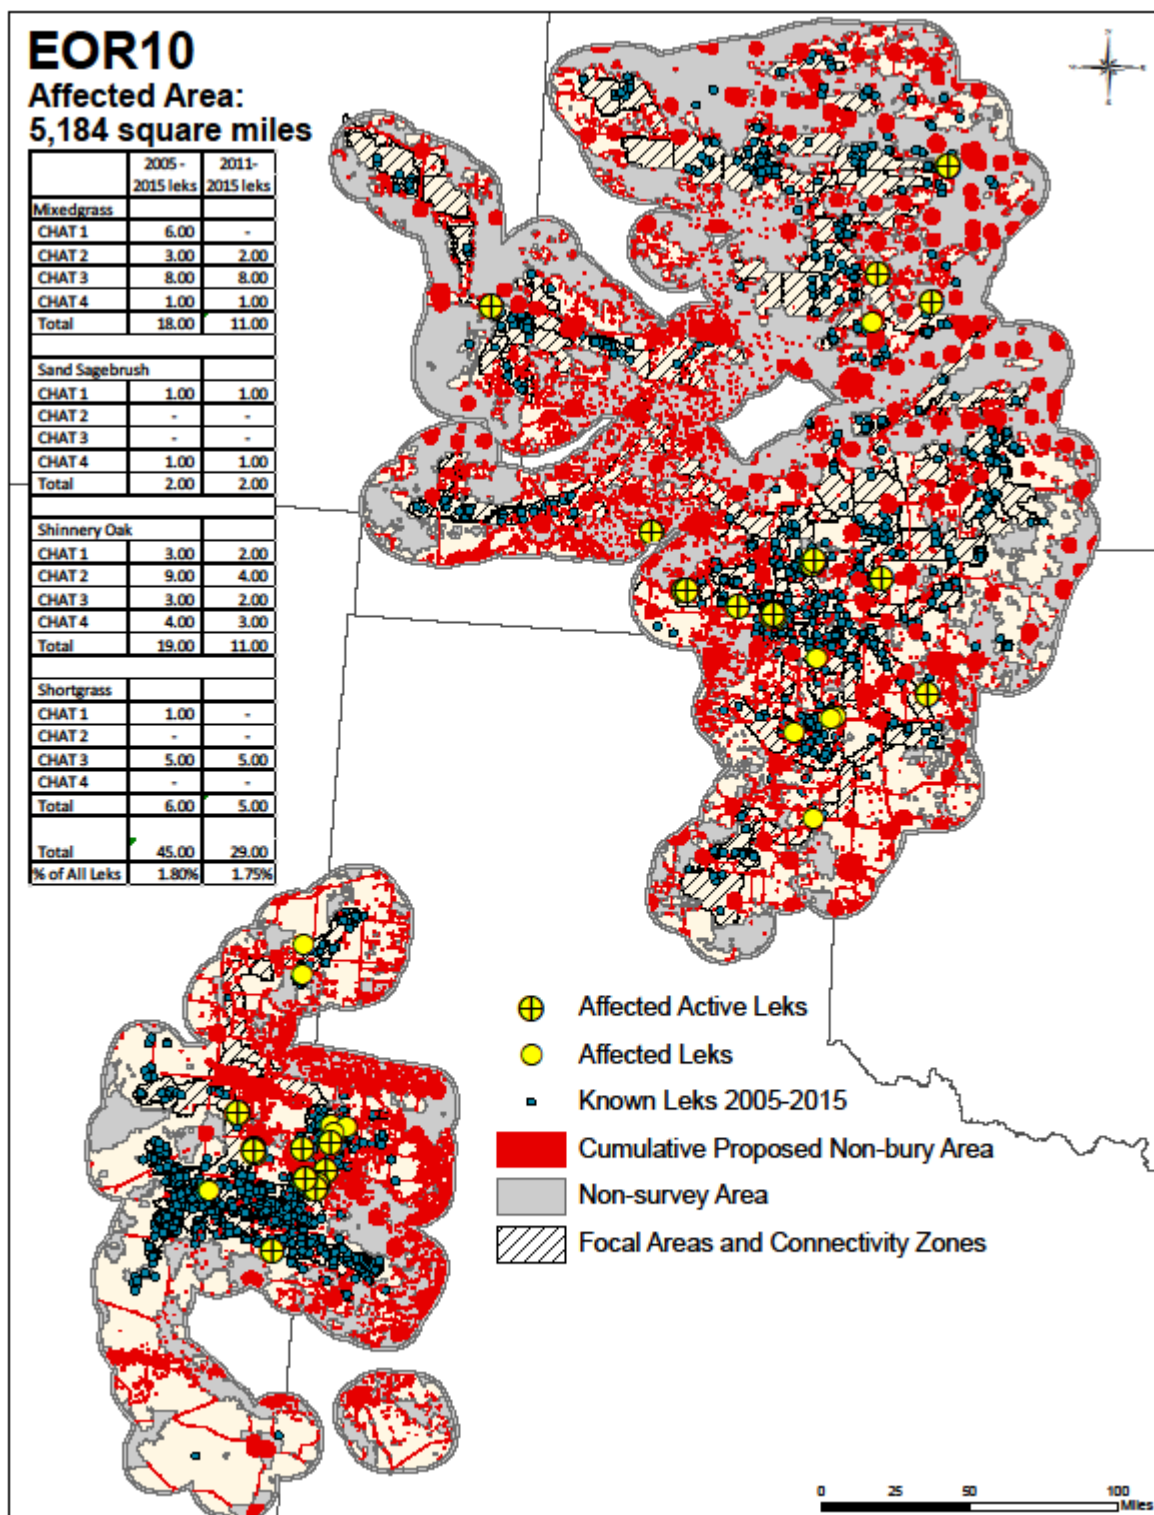 EOR10
Affected Area:
5,184 square miles
2005 - 2011-
2015 leks 2015 leks
Mixedgrass
CHAT 1 6.00 -
CHAT 2 3.00 2.00
CHAT 3 8.00 8.00
CHAT 4 1.00 1.00
Total 18.00 11.00
Sand Sagebrush
CHAT 1 1.00 1.00
CHAT 2 - -
CHAT 3 - -
CHAT 4 1.00 1.00
Total 2.00 2.00
Shinnery Oak
CHAT 1 3.00 2.00
CHAT 2 9.00 4.00
CHAT 3 3.00 2.00
CHAT 4 4.00 3.00
Total 19.00 11.00
Shortgrass
CHAT 1 1.00 -
CHAT 2 - -
CHAT 3 5.00 5.00
CHAT 4 - -
Total 6.00 5.00
Total 45.00 29.00
% of All Leks 1.80% 1.75%
Affected Active Leks
Affected Leks
Known Leks 2005-2015
Cumulative Proposed Non-bury Area
Non-survey Area
Focal Areas and Connectivity Zones
0 25 50 100
Miles